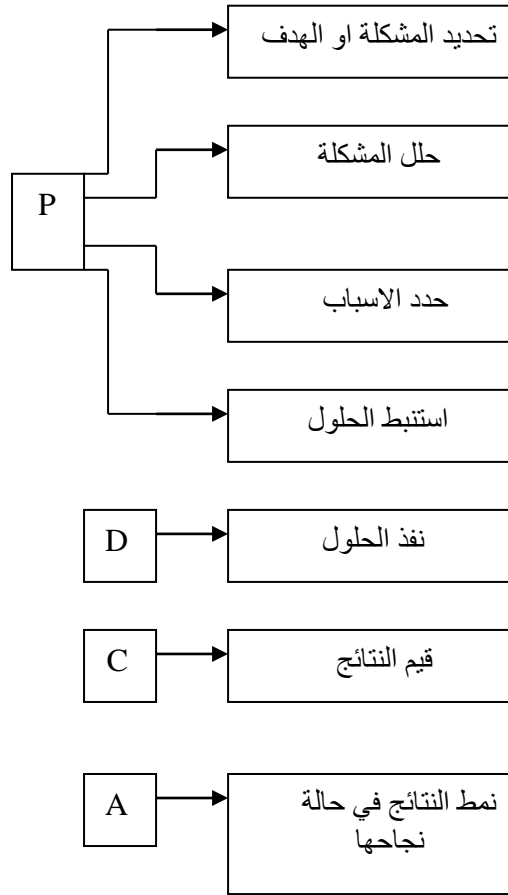 تحديد المشكلة او الهدف
حلل المشكلة
P
حدد الاسباب
استنبط الحلول
D
نفذ الحلول
C
قيم النتائج
A
نمط النتائج في حالة
نجاحها